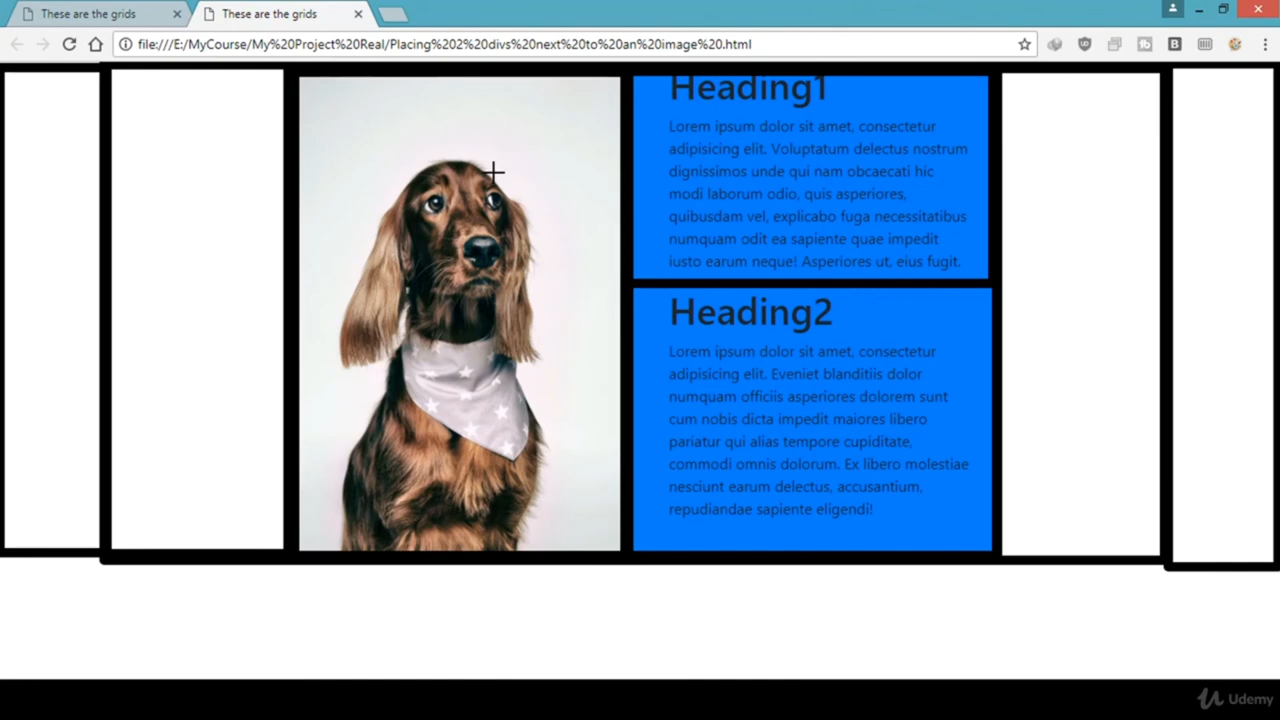 These are the grids
These are the grids
file:///E:/MyCourse/My%20Project%20Real/Placing%202%20divs%20next%20to%20an%20image%20.html
Heading1
Lorem ipsum dolor sit amet, consectetur
adipisicing elit. Voluptatum delectus nostrum
dignissimos unde qui nam obcaecati hic
modi laborum odio, quis asperiores,
quibusdam vel, explicabo fuga necessitatibus
numquam odit ea sapiente quae impedit
iusto earum neque! Asperiores ut, eius fugit.
Heading2
Lorem ipsum dolor sit amet, consectetur
adipisicing elit. Eveniet blanditiis dolor
numquam officiis asperiores dolorem sunt
cum nobis dicta impedit maiores libero
pariatur qui alias tempore cupiditate,
commodi omnis dolorum. Ex libero molestiae
nesciunt earum delectus, accusantium,
repudiandae sapiente eligendi!
Udemy